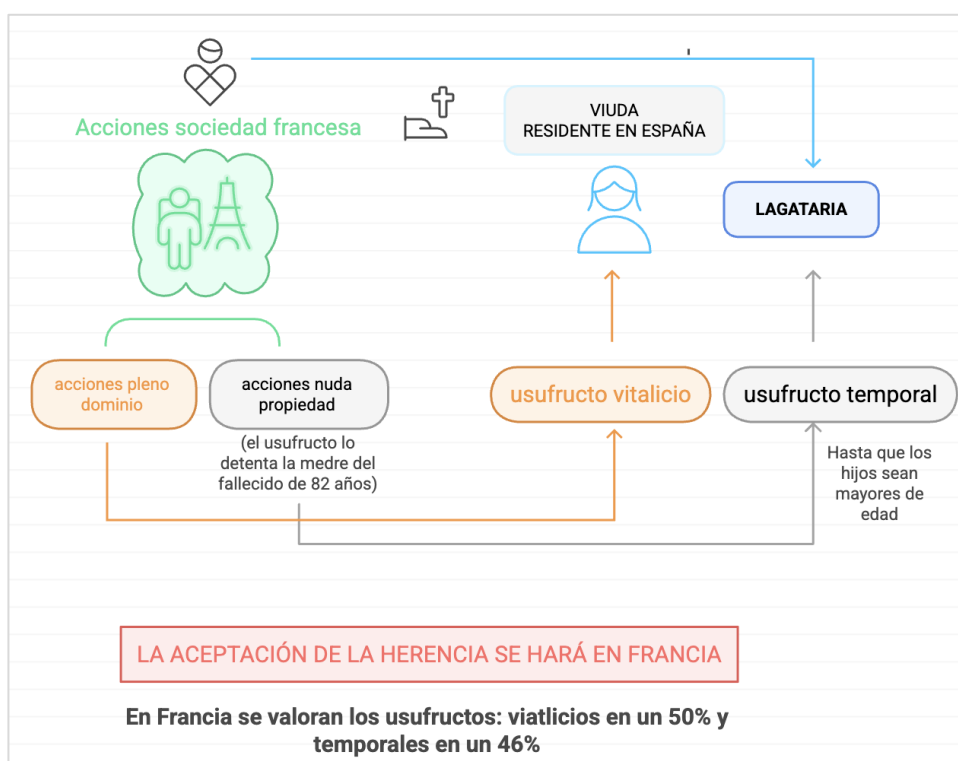 VIUDA
RESIDENTE EN ESPAÑA
Acciones sociedad francesa
LAGATARIA
acciones pleno
dominio
acciones nuda
propiedad
(el usufructo lo
detenta la medre del
fallecido de 82 años)
usufructo vitalicio
usufructo temporal
Hasta que los
hijos sean
mayores de
edad
LA ACEPTACIÓN DE LA HERENCIA SE HARÁ EN FRANCIA
En Francia se valoran los usufructos: viatlicios en un 50% y
temporales en un 46%